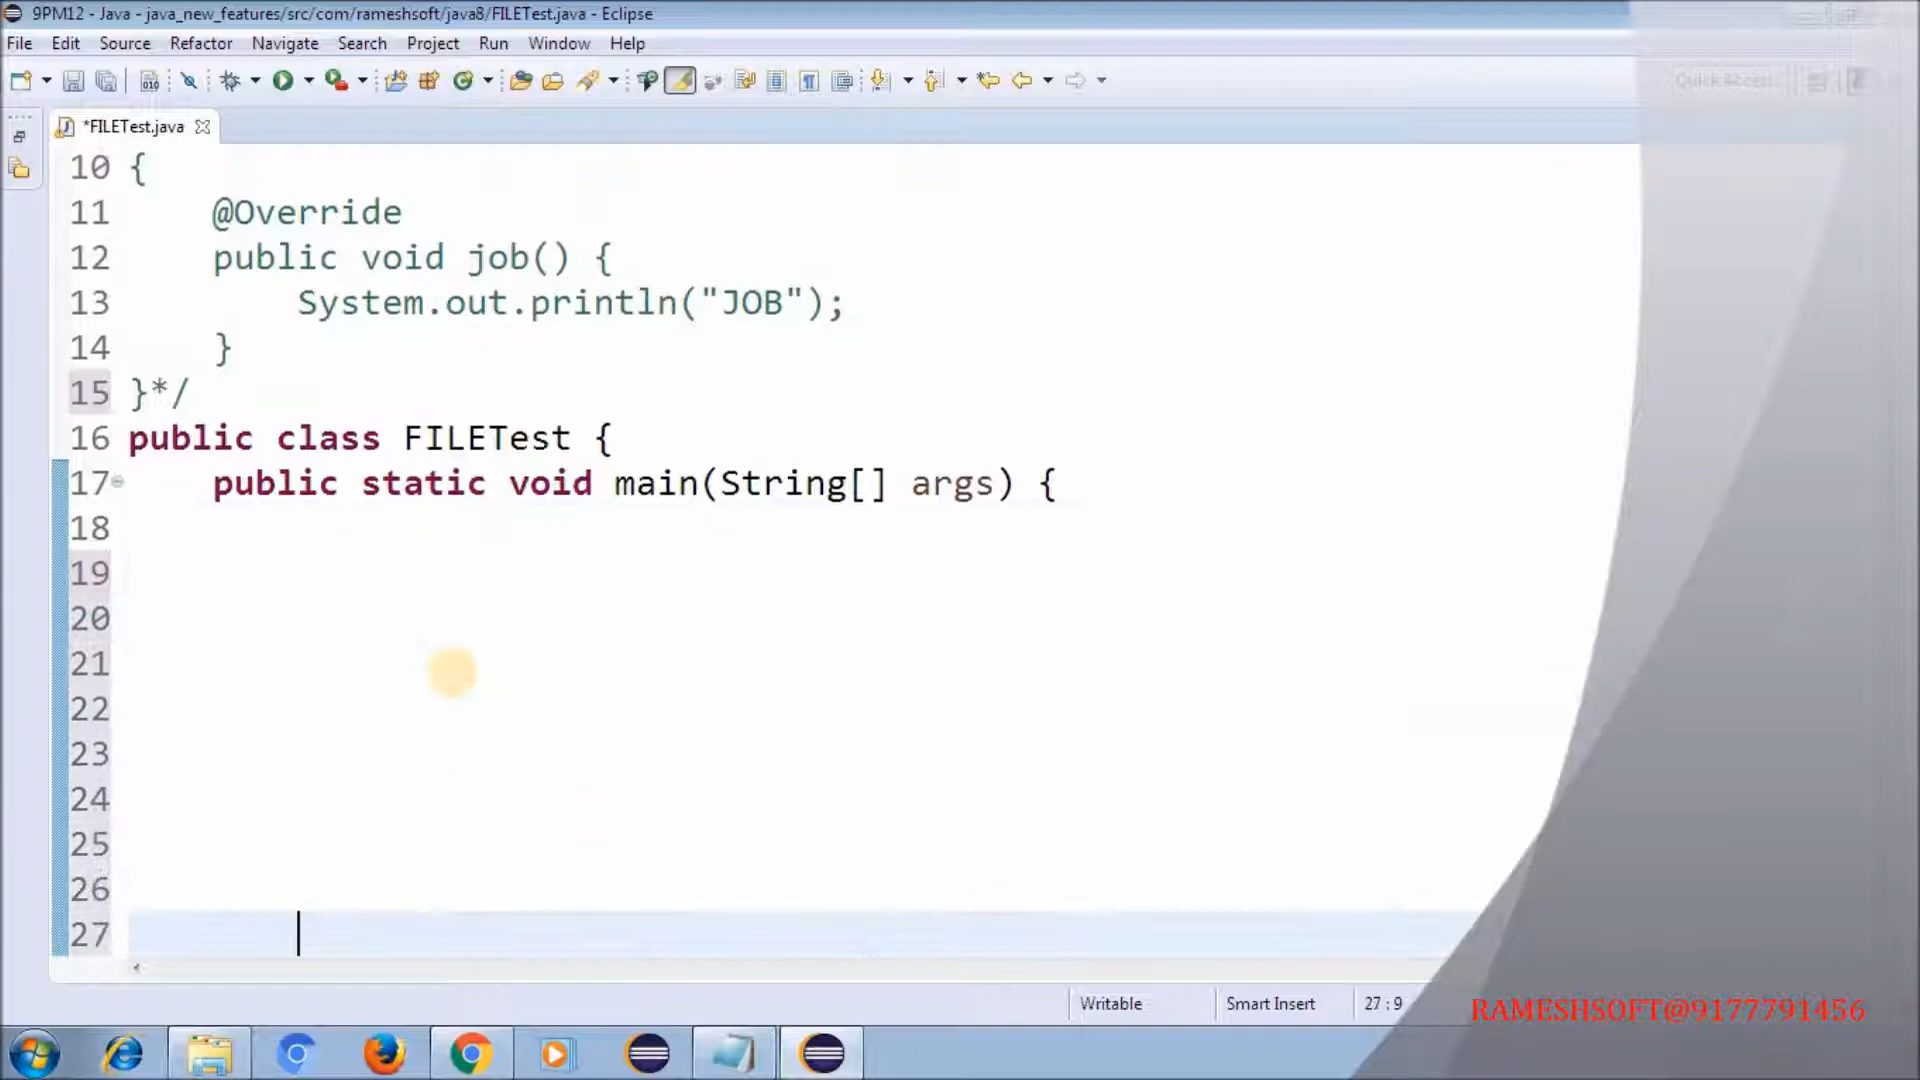 9PM12 - Java - java_new_features/src/com/rameshsoft/java8/FILETest.java - Eclipse
File Edit Source Refactor Navigate Search Project Run Window Help
Quick Access
*FILETest.java
10 {
11 @Override
12 public void job() {
13 System.out.println("JOB");
14 }
15 }*/
16 public class FILETest {
17 public static void main(String[] args) {
18
19
20
21
22
23
24
25
26
27
Writable Smart Insert 27 : 9
RAMESHSOFT@9177791456